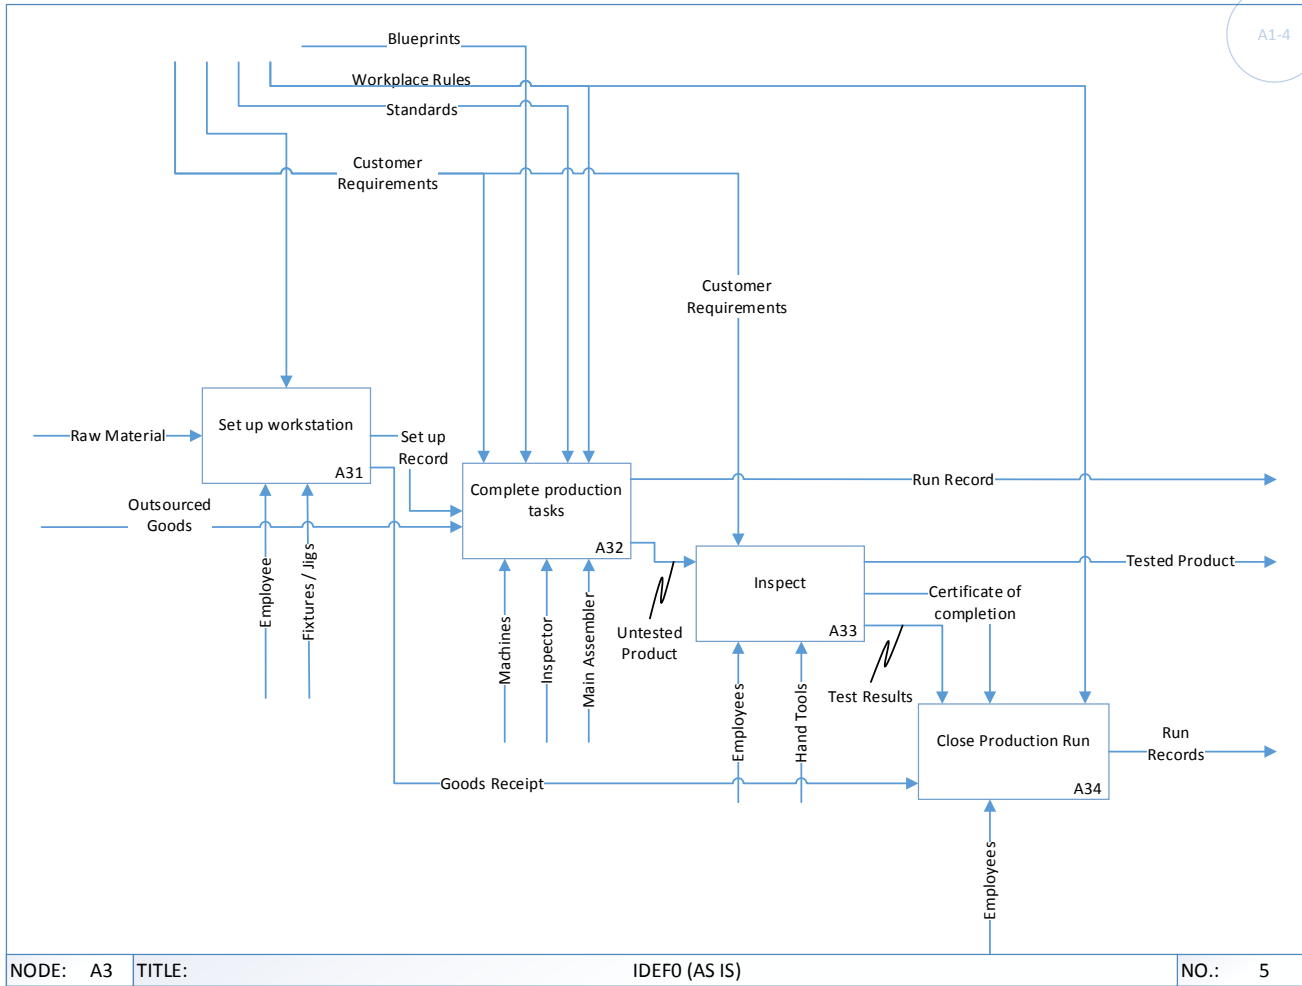 A1-4
Blueprints
Workplace Rules
Standards
Customer
Requirements
Customer
Requirements
Set up workstation
A31
Raw Material
Set up
Record
Outsourced
Goods
Complete production
tasks
A32
Run Record
Employee
Fixtures / Jigs
Inspect
A33
Tested Product
Certificate of
completion
Untested
Product
Machines
Inspector
Main Assembler
Test Results
Employees
Hand Tools
Close Production Run
A34
Run
Records
Goods Receipt
Employees
NODE: A3 TITLE: IDEF0 (AS IS) NO.: 5